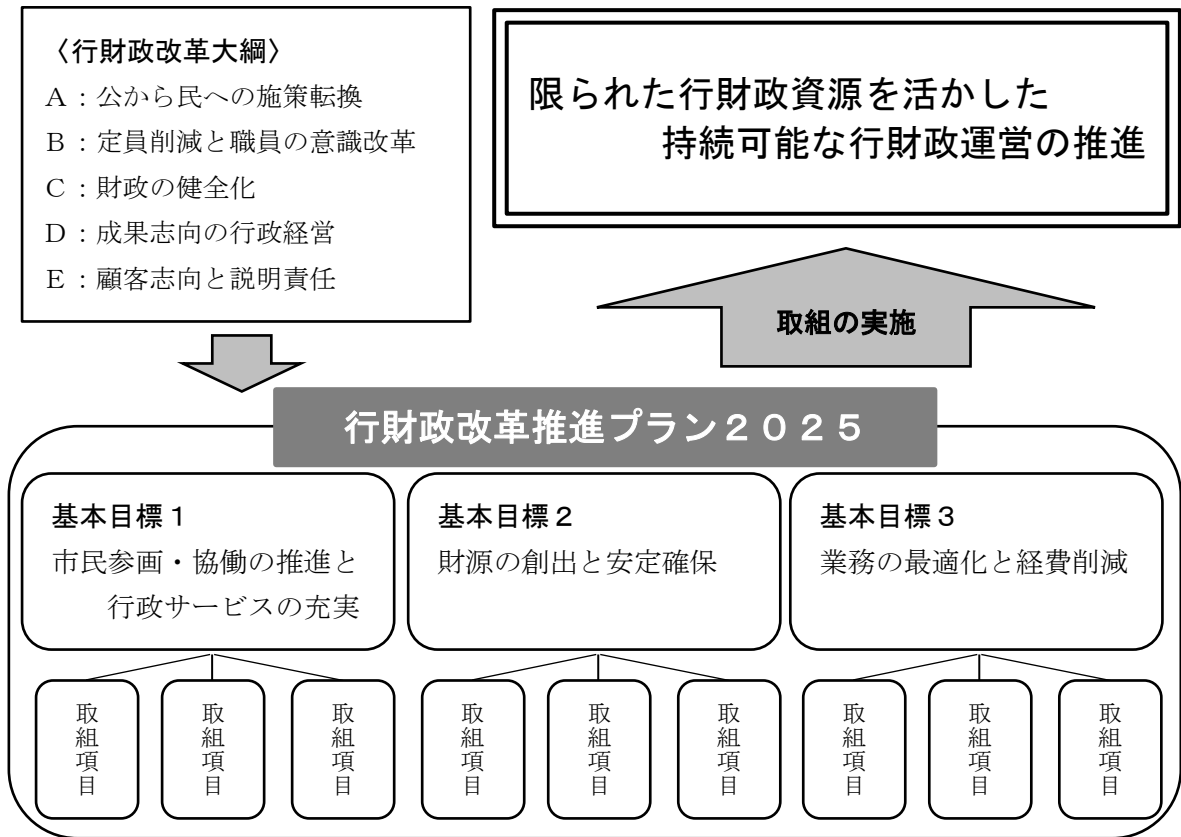 〈行財政改革大綱〉
Ａ：公から民への施策転換
Ｂ：定員削減と職員の意識改革
Ｃ：財政の健全化
Ｄ：成果志向の行政経営
Ｅ：顧客志向と説明責任
限られた行財政資源を活かした
持続可能な行財政運営の推進
取組の実施
行財政改革推進プラン２０２５
基本目標１
市民参画・協働の推進と
行政サービスの充実
基本目標２
財源の創出と安定確保
基本目標３
業務の最適化と経費削減
取組項目
取組項目
取組項目
取組項目
取組項目
取組項目
取組項目
取組項目
取組項目